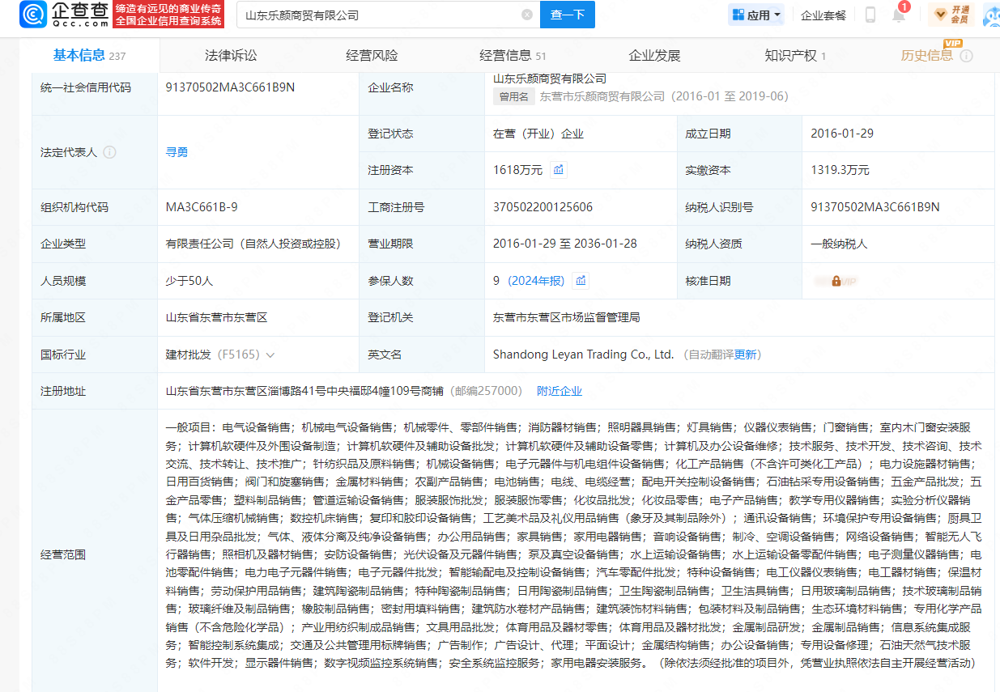 企查查
Qcc.com
缔造有远见的商业传奇
全国企业信用查询系统
山东乐颜商贸有限公司
查一下
应用
企业套餐
1
开通
会员
基本信息 237
法律诉讼
经营风险
经营信息 51
企业发展
知识产权 1
历史信息
VIP
统一社会信用代码 91370502MA3C661B9N 企业名称 山东乐颜商贸有限公司
曾用名 东营市乐颜商贸有限公司（2016-01 至 2019-06）
法定代表人 寻勇
登记状态 在营（开业）企业 成立日期 2016-01-29
注册资本 1618万元 实缴资本 1319.3万元
组织机构代码 MA3C661B-9 工商注册号 370502200125606 纳税人识别号 91370502MA3C661B9N
企业类型 有限责任公司（自然人投资或控股） 营业期限 2016-01-29 至 2036-01-28 纳税人资质 一般纳税人
人员规模 少于50人 参保人数 9（2024年报） 核准日期 VIP
所属地区 山东省东营市东营区 登记机关 东营市东营区市场监督管理局
国标行业 建材批发（F5165） 英文名 Shandong Leyan Trading Co., Ltd.（自动翻译更新）
注册地址 山东省东营市东营区淄博路41号中央福邸4幢109号商铺（邮编257000） 附近企业
经营范围
一般项目：电气设备销售；机械电气设备销售；机械零件、零部件销售；消防器材销售；照明器具销售；灯具销售；仪器仪表销售；门窗销售；室内木门窗安装服
务；计算机软硬件及外围设备制造；计算机软硬件及辅助设备批发；计算机软硬件及辅助设备零售；计算机及办公设备维修；技术服务、技术开发、技术咨询、技术
交流、技术转让、技术推广；针纺织品及原料销售；机械设备销售；电子元器件与机电组件设备销售；化工产品销售（不含许可类化工产品）；电力设施器材销售；
日用百货销售；阀门和旋塞销售；金属材料销售；农副产品销售；电池销售；电线、电缆经营；配电开关控制设备销售；石油钻采专用设备销售；五金产品批发；五
金产品零售；塑料制品销售；管道运输设备销售；服装服饰批发；服装服饰零售；化妆品批发；化妆品零售；电子产品销售；教学专用仪器销售；实验分析仪器销
售；气体压缩机械销售；数控机床销售；复印和胶印设备销售；工艺美术品及礼仪用品销售（象牙及其制品除外）；通讯设备销售；环境保护专用设备销售；厨具卫
具及日用杂品批发；气体、液体分离及纯净设备销售；办公用品销售；家具销售；家用电器销售；音响设备销售；制冷、空调设备销售；网络设备销售；智能无人飞
行器销售；照相机及器材销售；安防设备销售；光伏设备及元器件销售；泵及真空设备销售；水上运输设备销售；水上运输设备零配件销售；电子测量仪器销售；电
池零配件销售；电力电子元器件销售；电子元器件批发；智能输配电及控制设备销售；汽车零配件批发；特种设备销售；电工仪器仪表销售；电工器材销售；保温材
料销售；劳动保护用品销售；建筑陶瓷制品销售；特种陶瓷制品销售；日用陶瓷制品销售；卫生陶瓷制品销售；卫生洁具销售；日用玻璃制品销售；技术玻璃制品销
售；玻璃纤维及制品销售；橡胶制品销售；密封用填料销售；建筑防水卷材产品销售；建筑装饰材料销售；包装材料及制品销售；生态环境材料销售；专用化学产品
销售（不含危险化学品）；产业用纺织制成品销售；文具用品批发；体育用品及器材零售；体育用品及器材批发；金属制品研发；金属制品销售；信息系统集成服
务；智能控制系统集成；交通及公共管理用标牌销售；广告制作；广告设计、代理；平面设计；金属结构销售；办公设备销售；专用设备修理；石油天然气技术服
务；软件开发；显示器件销售；数字视频监控系统销售；安全系统监控服务；家用电器安装服务。（除依法须经批准的项目外，凭营业执照依法自主开展经营活动）